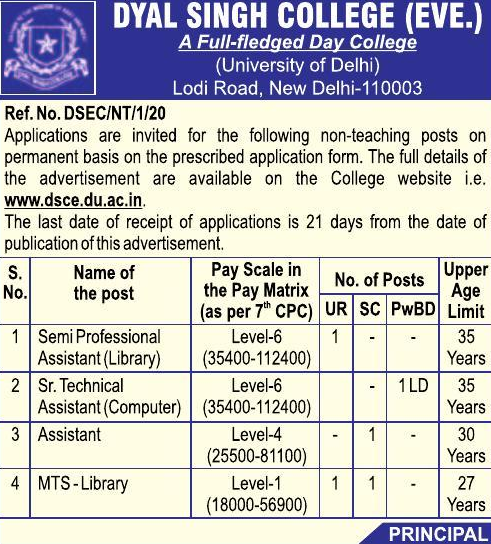 DYAL SINGH COLLEGE (EVE.)
A Full-fledged Day College
(University of Delhi)
Lodi Road, New Delhi-110003
Ref. No. DSEC/NT/1/20
Applications are invited for the following non-teaching posts on
permanent basis on the prescribed application form. The full details of
the advertisement are available on the College website i.e.
www.dsce.du.ac.in.
The last date of receipt of applications is 21 days from the date of
publication of this advertisement.
S. No. Name of the post Pay Scale in the Pay Matrix (as per 7th CPC) No. of Posts UR SC PwBD Upper Age Limit
1 Semi Professional Assistant (Library) Level-6 (35400-112400) 1 - - 35 Years
2 Sr. Technical Assistant (Computer) Level-6 (35400-112400) - 1 LD 35 Years
3 Assistant Level-4 (25500-81100) - 1 - 30 Years
4 MTS - Library Level-1 (18000-56900) 1 1 - 27 Years
PRINCIPAL